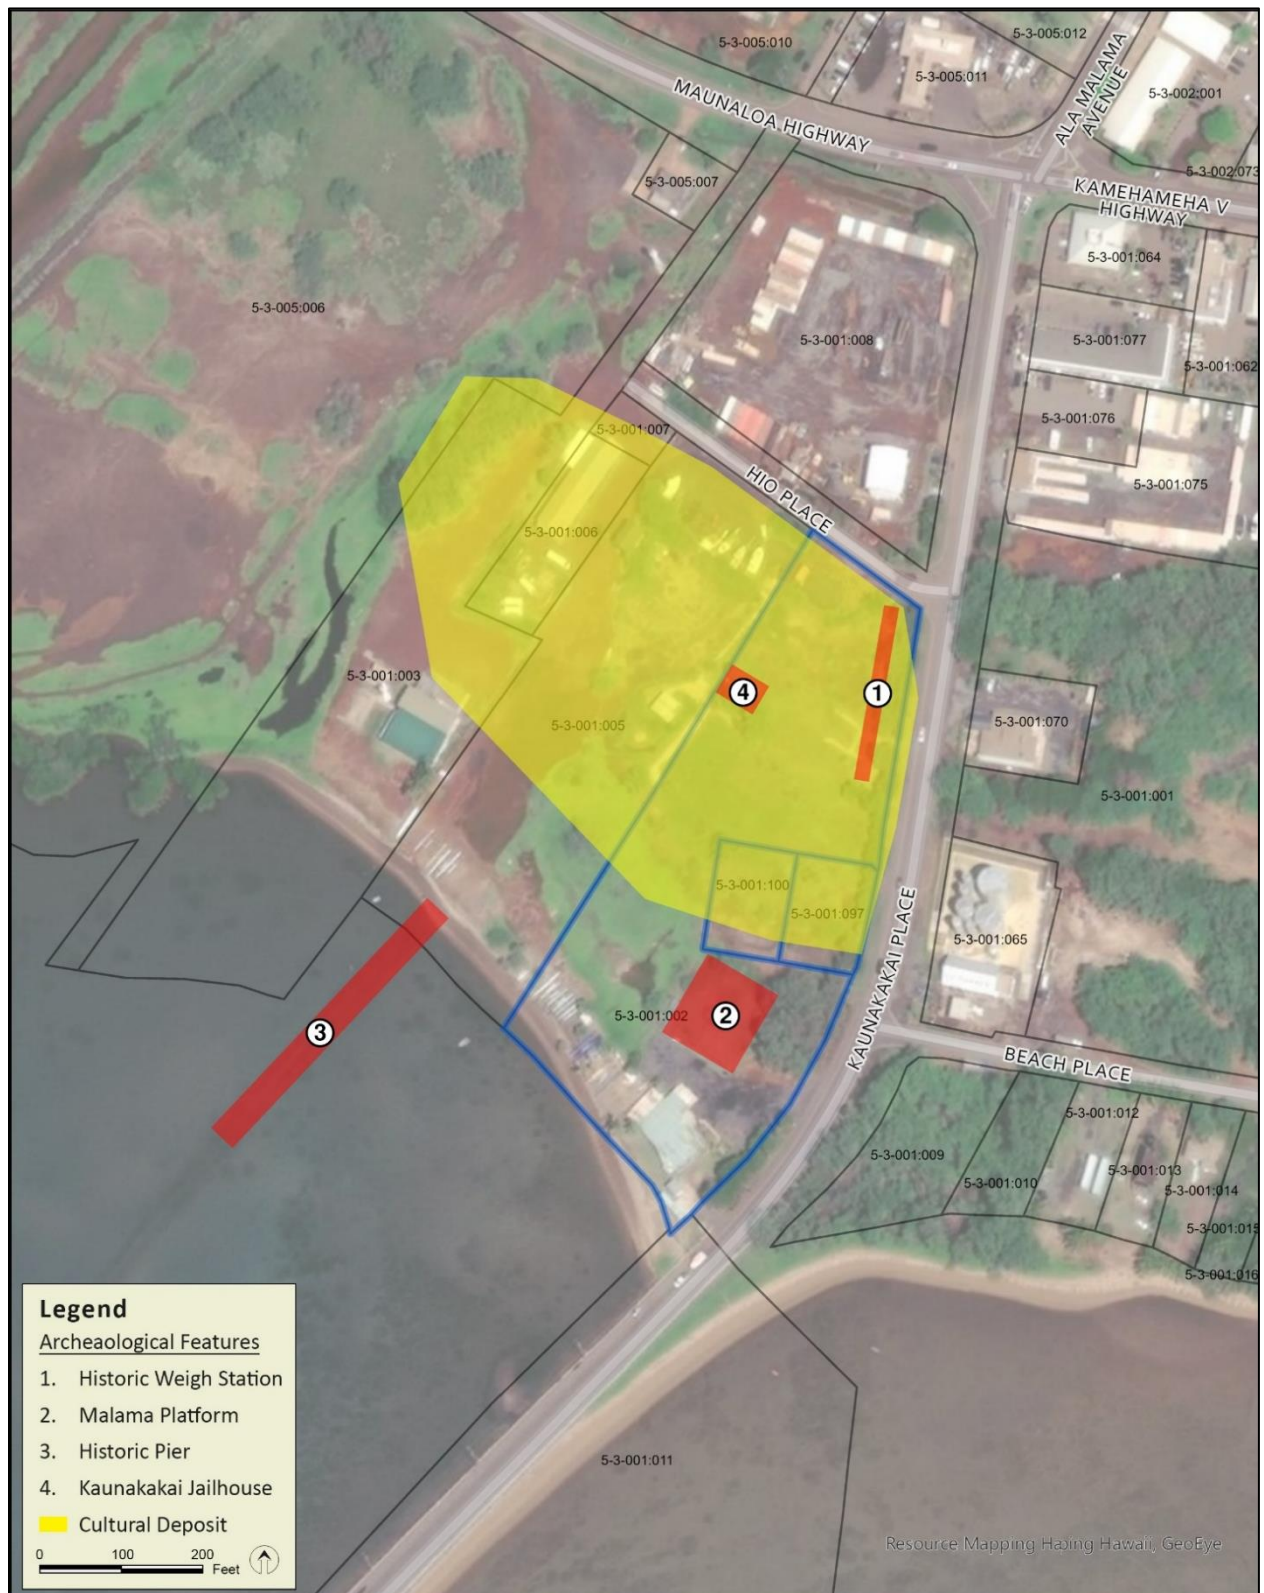 5-3-005:010
5-3-005:012
5-3-005:011
ALA MALAMA
AVENUE
5-3-002:001
MAUNALOA HIGHWAY
5-3-002:073
5-3-005:007
KAMEHAMEHA V
HIGHWAY
5-3-001:064
5-3-005:006
5-3-001:008
5-3-001:077
5-3-001:062
5-3-001:076
5-3-001:007
HIO PLACE
5-3-001:075
5-3-001:006
5-3-001:003
4
1
5-3-001:005
5-3-001:070
5-3-001:001
5-3-001:100
5-3-001:097
KAUNAKAKAI PLACE
5-3-001:065
5-3-001:002
2
3
BEACH PLACE
5-3-001:012
5-3-001:009
5-3-001:013
5-3-001:010
5-3-001:014
5-3-001:015
5-3-001:016
Legend
Archeaological Features
1. Historic Weigh Station
2. Malama Platform
3. Historic Pier
4. Kaunakakai Jailhouse
Cultural Deposit
0 100 200
Feet
5-3-001:011
Resource Mapping Hawaii, GeoEye